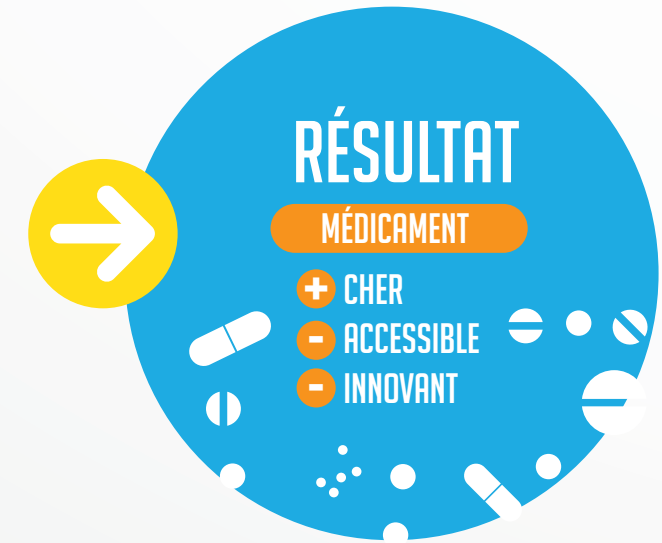 RÉSULTAT
MÉDICAMENT
+ CHER
- ACCESSIBLE
- INNOVANT